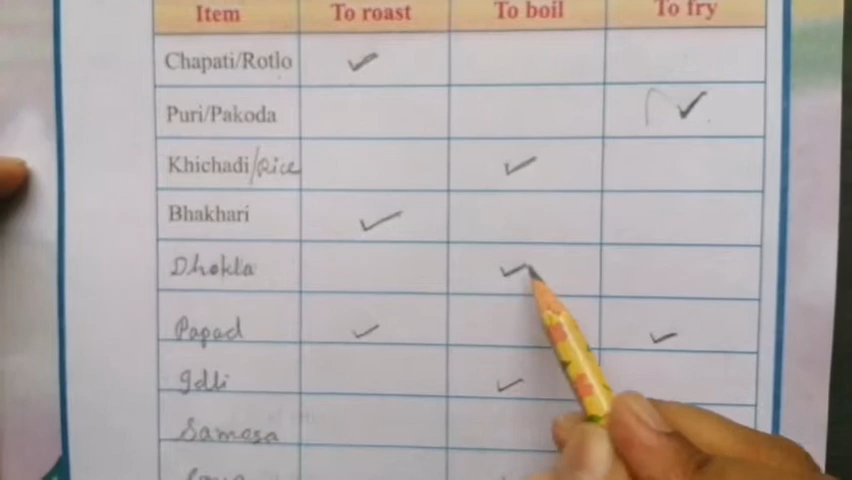 Item To roast To boil To fry
Chapati/Rotlo ✓
Puri/Pakoda ✓
Khichadi/Rice ✓
Bhakhari ✓
Dhokla ✓
Papad ✓ ✓
Idli ✓
Samosa